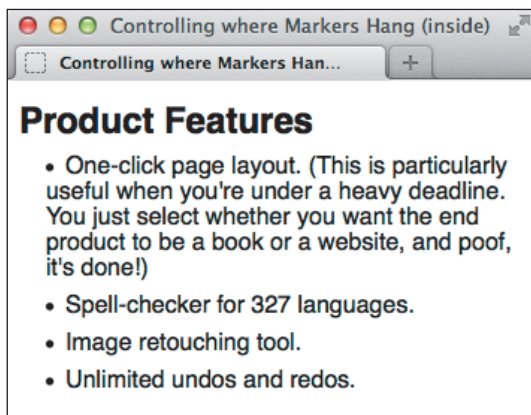 Controlling where Markers Hang (inside)
Controlling where Markers Han...
Product Features
• One-click page layout. (This is particularly
useful when you're under a heavy deadline.
You just select whether you want the end
product to be a book or a website, and poof,
it's done!)
• Spell-checker for 327 languages.
• Image retouching tool.
• Unlimited undos and redos.